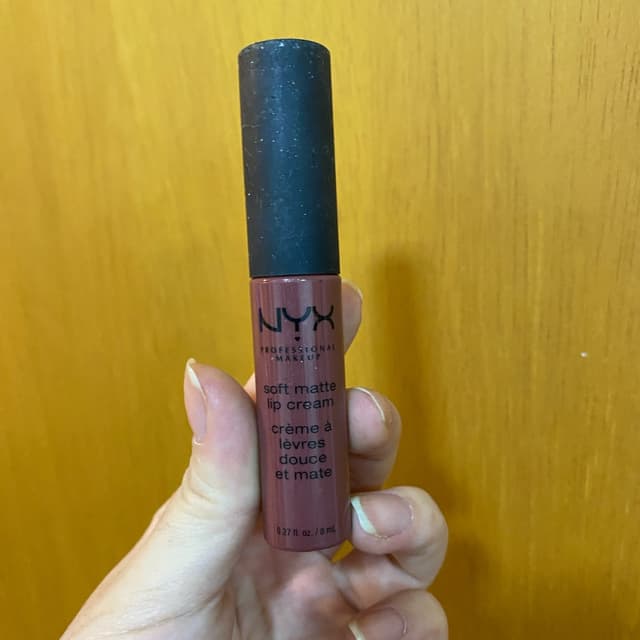 NYX
PROFESSIONAL
MAKEUP
soft matte
lip cream
crème à
lèvres
douce
et mate
0.27 fl. oz. / 8 mL